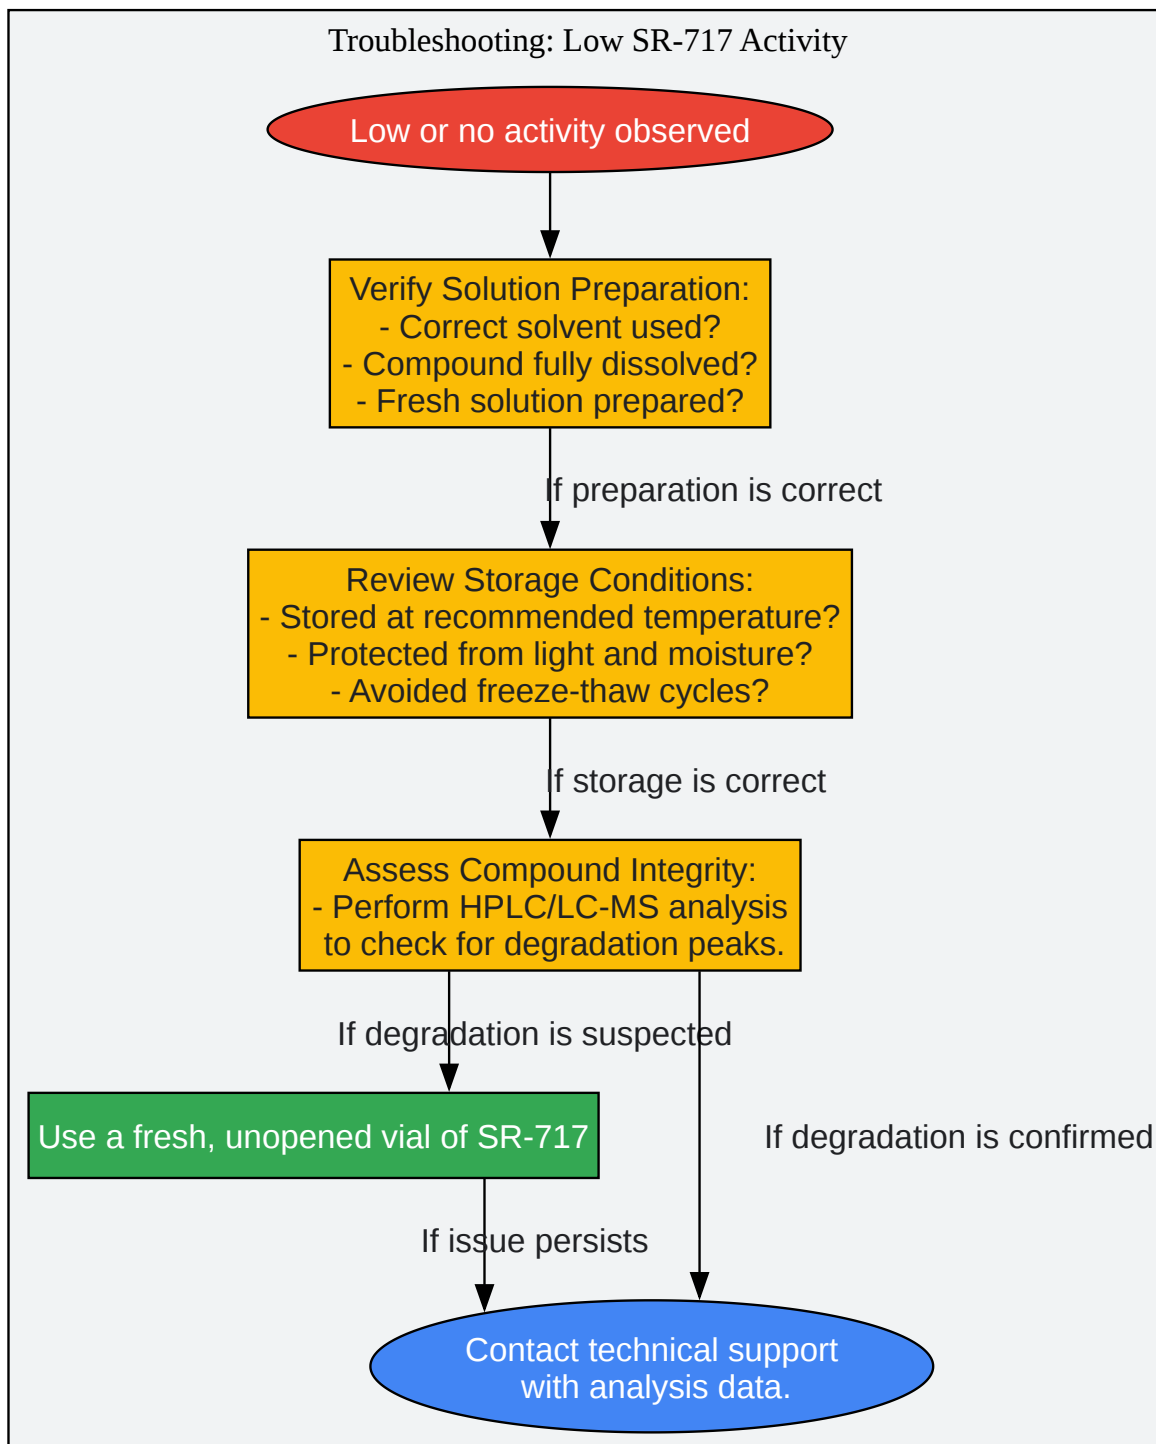 Troubleshooting: Low SR-717 Activity
Low or no activity observed
Verify Solution Preparation:
- Correct solvent used?
- Compound fully dissolved?
- Fresh solution prepared?
If preparation is correct
Review Storage Conditions:
- Stored at recommended temperature?
- Protected from light and moisture?
- Avoided freeze-thaw cycles?
If storage is correct
Assess Compound Integrity:
- Perform HPLC/LC-MS analysis
to check for degradation peaks.
If degradation is suspected
Use a fresh, unopened vial of SR-717
If degradation is confirmed
If issue persists
Contact technical support
with analysis data.